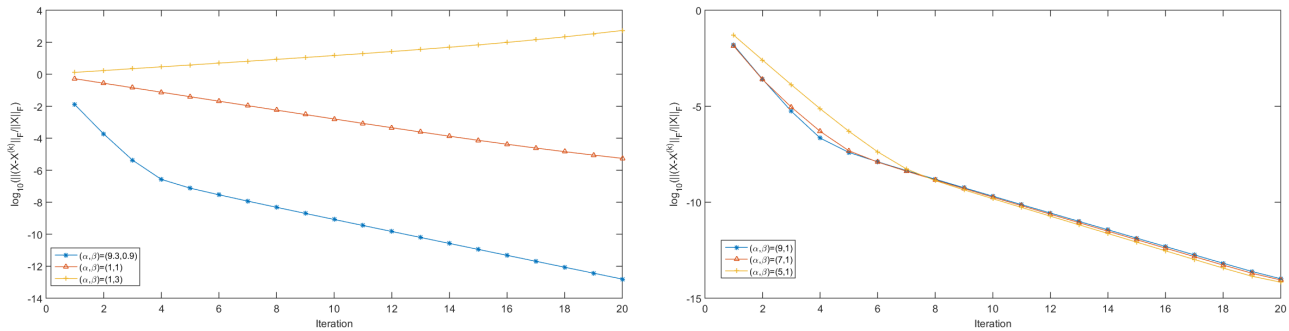 4
2
0
-2
-4
-6
-8
-10
-12
-14
0 2 4 6 8 10 12 14 16 18 20
Iteration
log10(||(X-X(k)||F/||X||F)
(α,β)=(9.3,0.9)
(α,β)=(1,1)
(α,β)=(1,3)
0
-5
-10
-15
0 2 4 6 8 10 12 14 16 18 20
Iteration
log10(||(X-X(k)||F/||X||F)
(α,β)=(9,1)
(α,β)=(7,1)
(α,β)=(5,1)